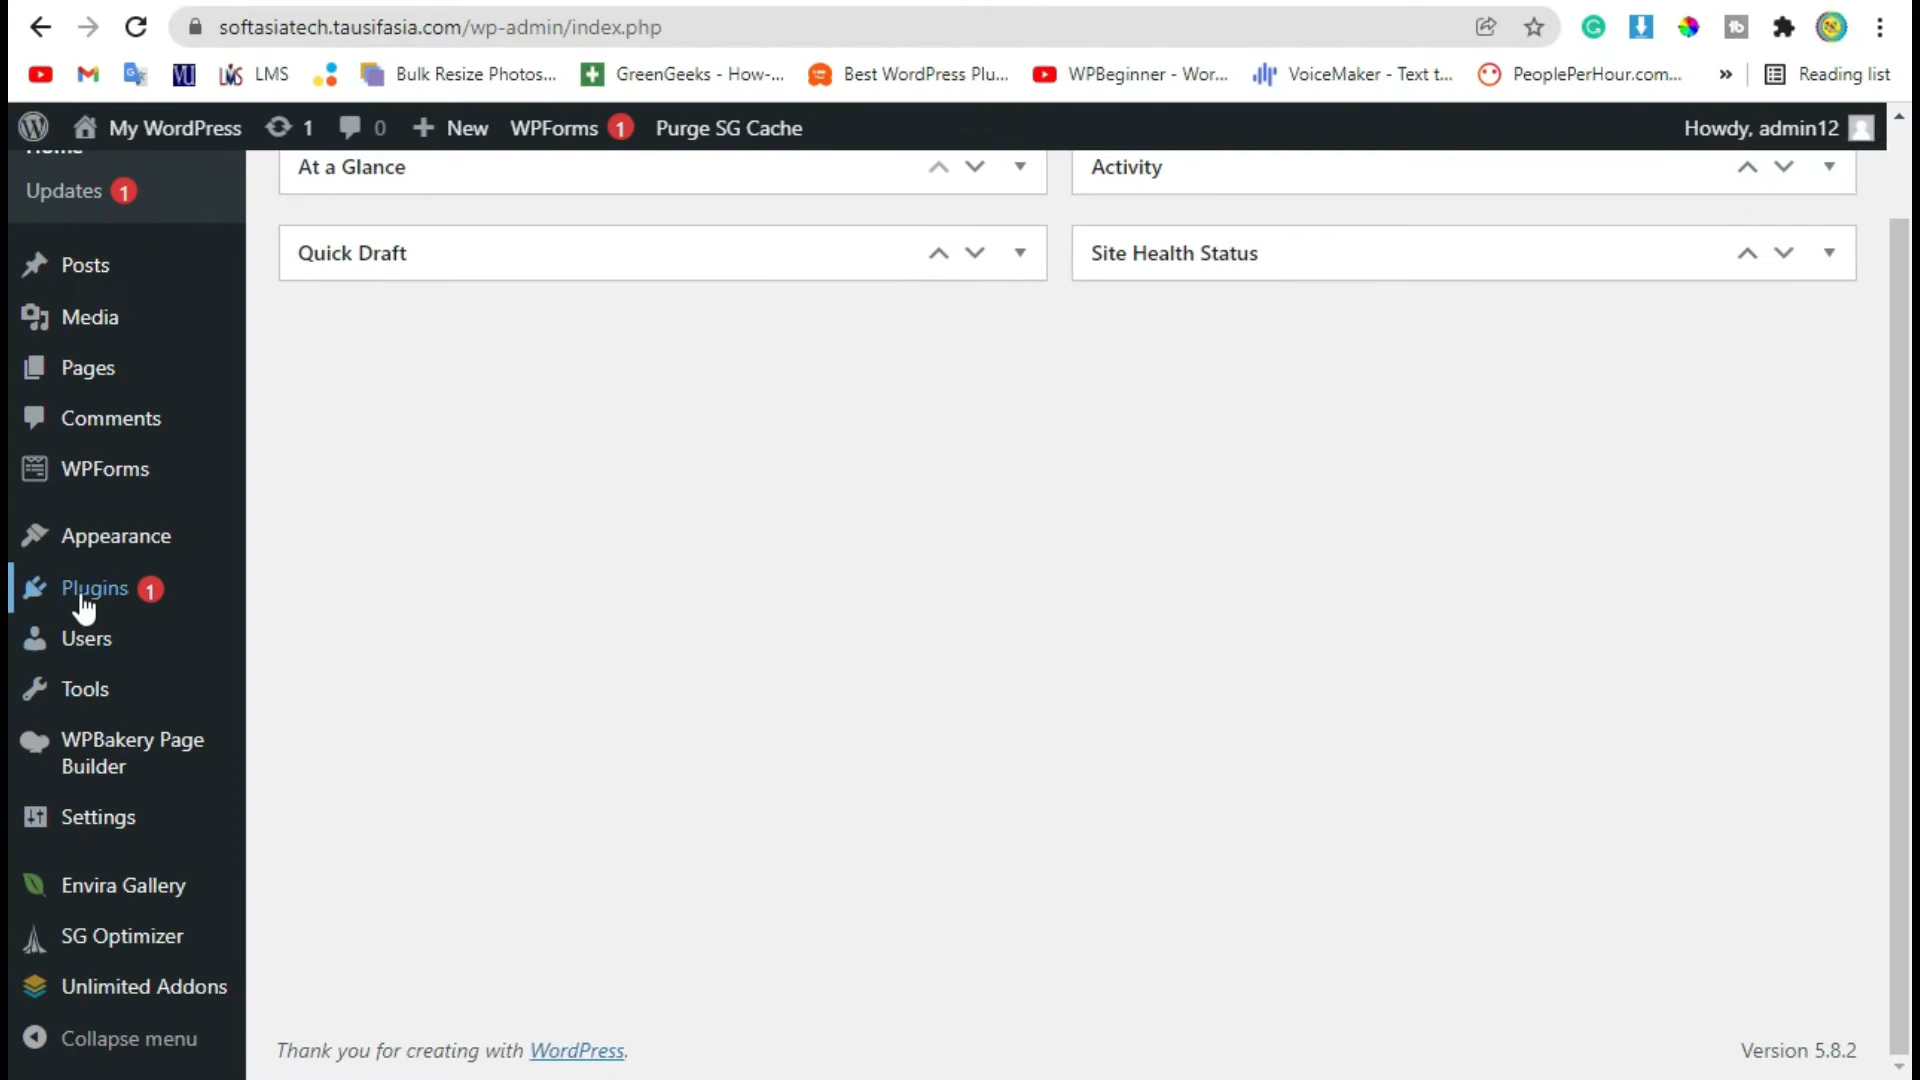 softasiatech.tausifasia.com/wp-admin/index.php
LMS Bulk Resize Photos... GreenGeeks - How-... Best WordPress Plu... WPBeginner - Wor... VoiceMaker - Text t... PeoplePerHour.com... » Reading list
My WordPress 1 0 + New WPForms 1 Purge SG Cache Howdy, admin12
Home
Updates 1
At a Glance
Activity
Quick Draft
Site Health Status
Posts
Media
Pages
Comments
WPForms
Appearance
Plugins 1
Users
Tools
WPBakery Page
Builder
Settings
Envira Gallery
SG Optimizer
Unlimited Addons
Collapse menu
Thank you for creating with WordPress.
Version 5.8.2